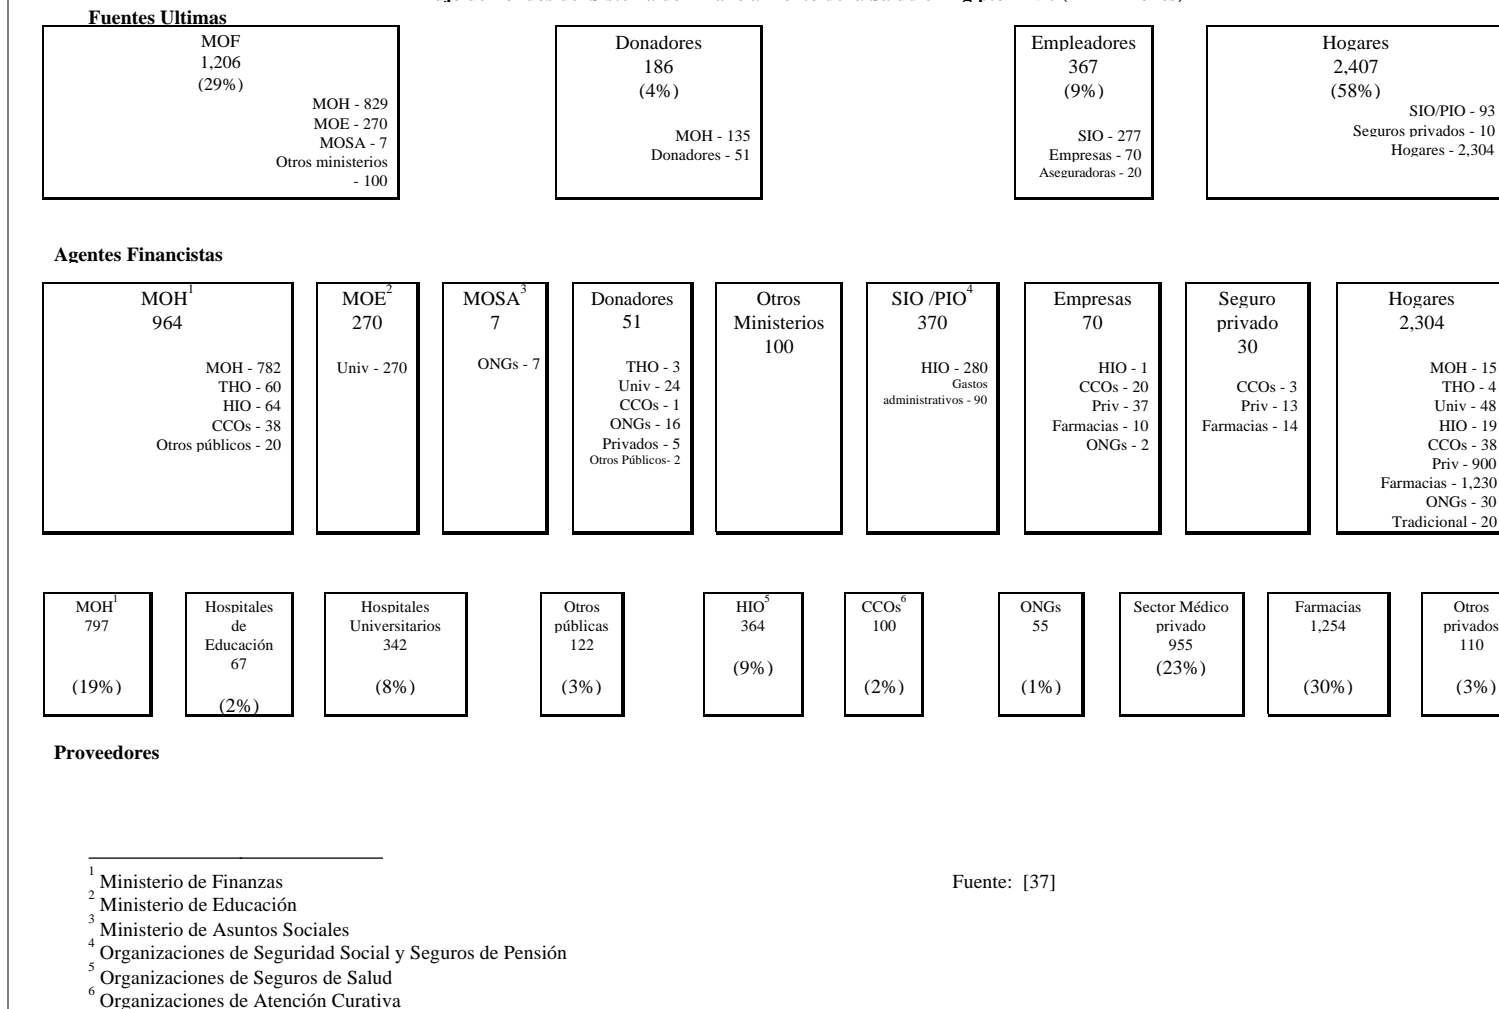 Fuentes Ultimas
MOF
1,206
(29%)
MOH - 829
MOE - 270
MOSA - 7
Otros ministerios
- 100
Donadores
186
(4%)
MOH - 135
Donadores - 51
Empleadores
367
(9%)
SIO - 277
Empresas - 70
Aseguradoras - 20
Hogares
2,407
(58%)
SIO/PIO - 93
Seguros privados - 10
Hogares - 2,304
Agentes Financistas
MOH1
964
MOH - 782
THO - 60
HIO - 64
CCOs - 38
Otros públicos - 20
MOE2
270
Univ - 270
MOSA3
7
ONGs - 7
Donadores
51
THO - 3
Univ - 24
CCOs - 1
ONGs - 16
Privados - 5
Otros Públicos- 2
Otros
Ministerios
100
SIO /PIO4
370
HIO - 280
Gastos
administrativos - 90
Empresas
70
HIO - 1
CCOs - 20
Priv - 37
Farmacias - 10
ONGs - 2
Seguro
privado
30
CCOs - 3
Priv - 13
Farmacias - 14
Hogares
2,304
MOH - 15
THO - 4
Univ - 48
HIO - 19
CCOs - 38
Priv - 900
Farmacias - 1,230
ONGs - 30
Tradicional - 20
MOH1
797
(19%)
Hospitales
de
Educación
67
(2%)
Hospitales
Universitarios
342
(8%)
Otros
públicas
122
(3%)
HIO5
364
(9%)
CCOs6
100
(2%)
ONGs
55
(1%)
Sector Médico
privado
955
(23%)
Farmacias
1,254
(30%)
Otros
privados
110
(3%)
Proveedores
1 Ministerio de Finanzas
Fuente: [37]
2 Ministerio de Educación
3 Ministerio de Asuntos Sociales
4 Organizaciones de Seguridad Social y Seguros de Pensión
5 Organizaciones de Seguros de Salud
6 Organizaciones de Atención Curativa